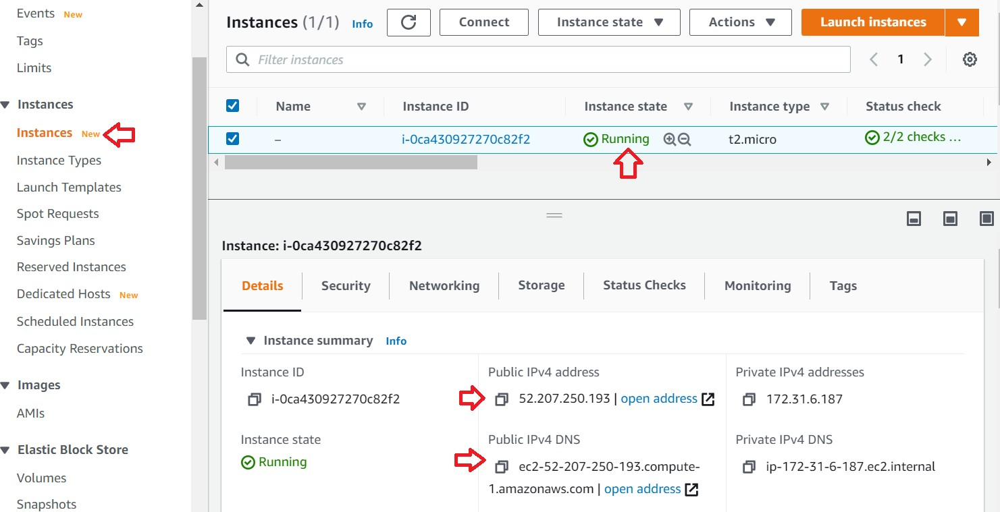 Events New
Tags
Limits
Instances
Instances New
Instance Types
Launch Templates
Spot Requests
Savings Plans
Reserved Instances
Dedicated Hosts New
Scheduled Instances
Capacity Reservations
Images
AMIs
Elastic Block Store
Volumes
Snapshots
Instances (1/1) Info Connect Instance state Actions Launch instances
Filter instances 1
Name Instance ID Instance state Instance type Status check
– i-0ca430927270c82f2 Running t2.micro 2/2 checks ...
Instance: i-0ca430927270c82f2
Details Security Networking Storage Status Checks Monitoring Tags
Instance summary Info
Instance ID Public IPv4 address Private IPv4 addresses
i-0ca430927270c82f2 52.207.250.193 | open address 172.31.6.187
Instance state Public IPv4 DNS Private IPv4 DNS
Running ec2-52-207-250-193.compute- ip-172-31-6-187.ec2.internal
1.amazonaws.com | open address